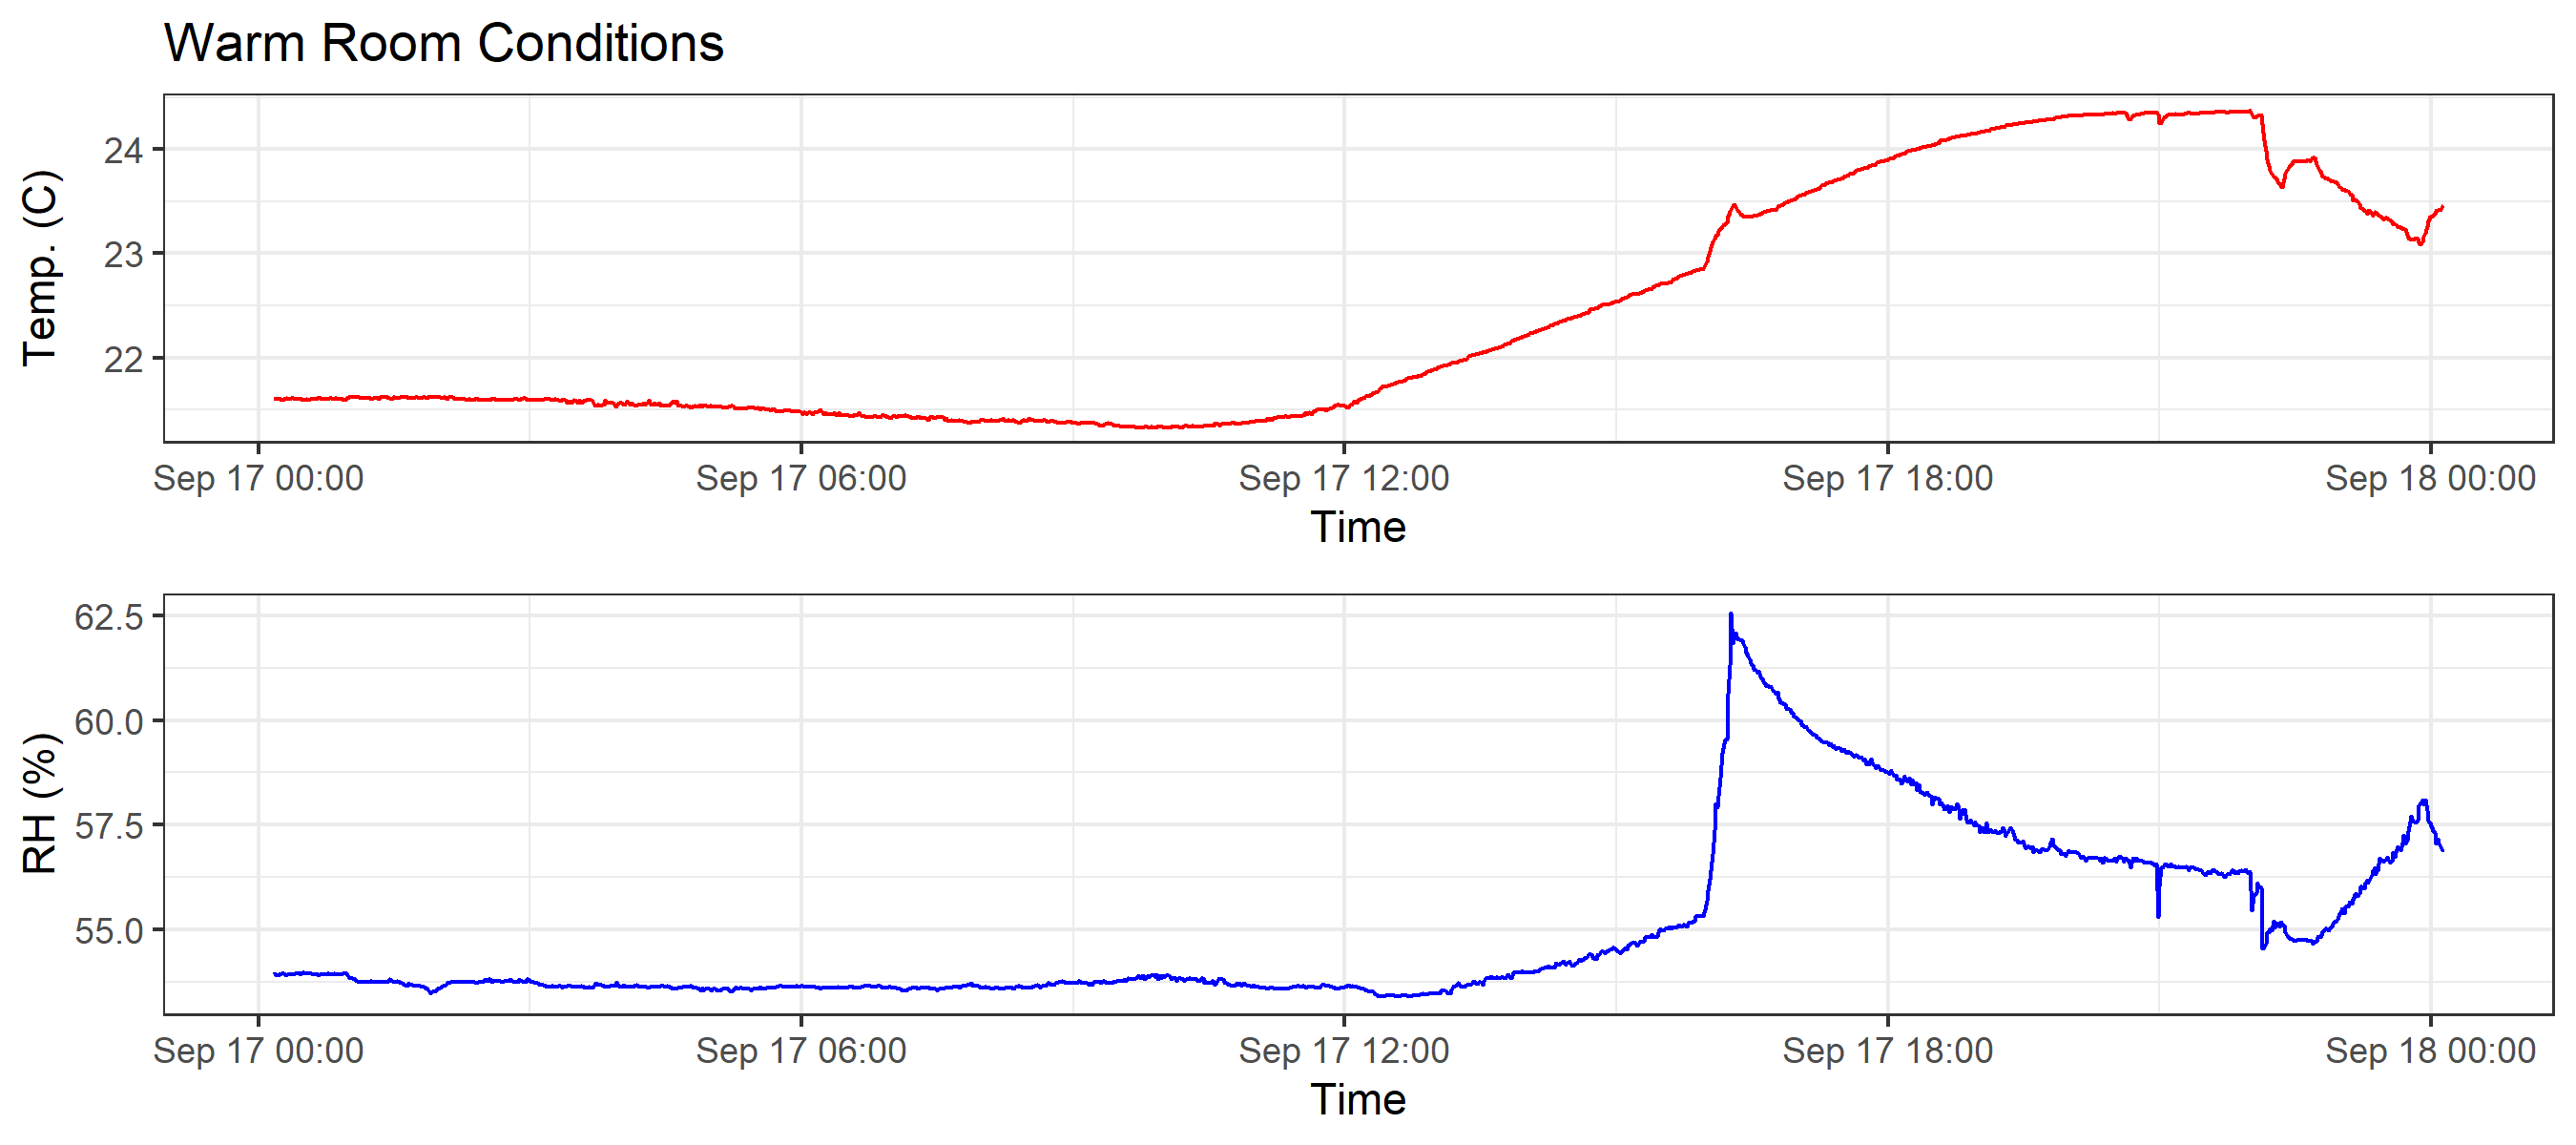 Warm Room Conditions
Temp. (C)
24
23
22
Sep 17 00:00 Sep 17 06:00 Sep 17 12:00 Sep 17 18:00 Sep 18 00:00
Time
RH (%)
62.5
60.0
57.5
55.0
Sep 17 00:00 Sep 17 06:00 Sep 17 12:00 Sep 17 18:00 Sep 18 00:00
Time